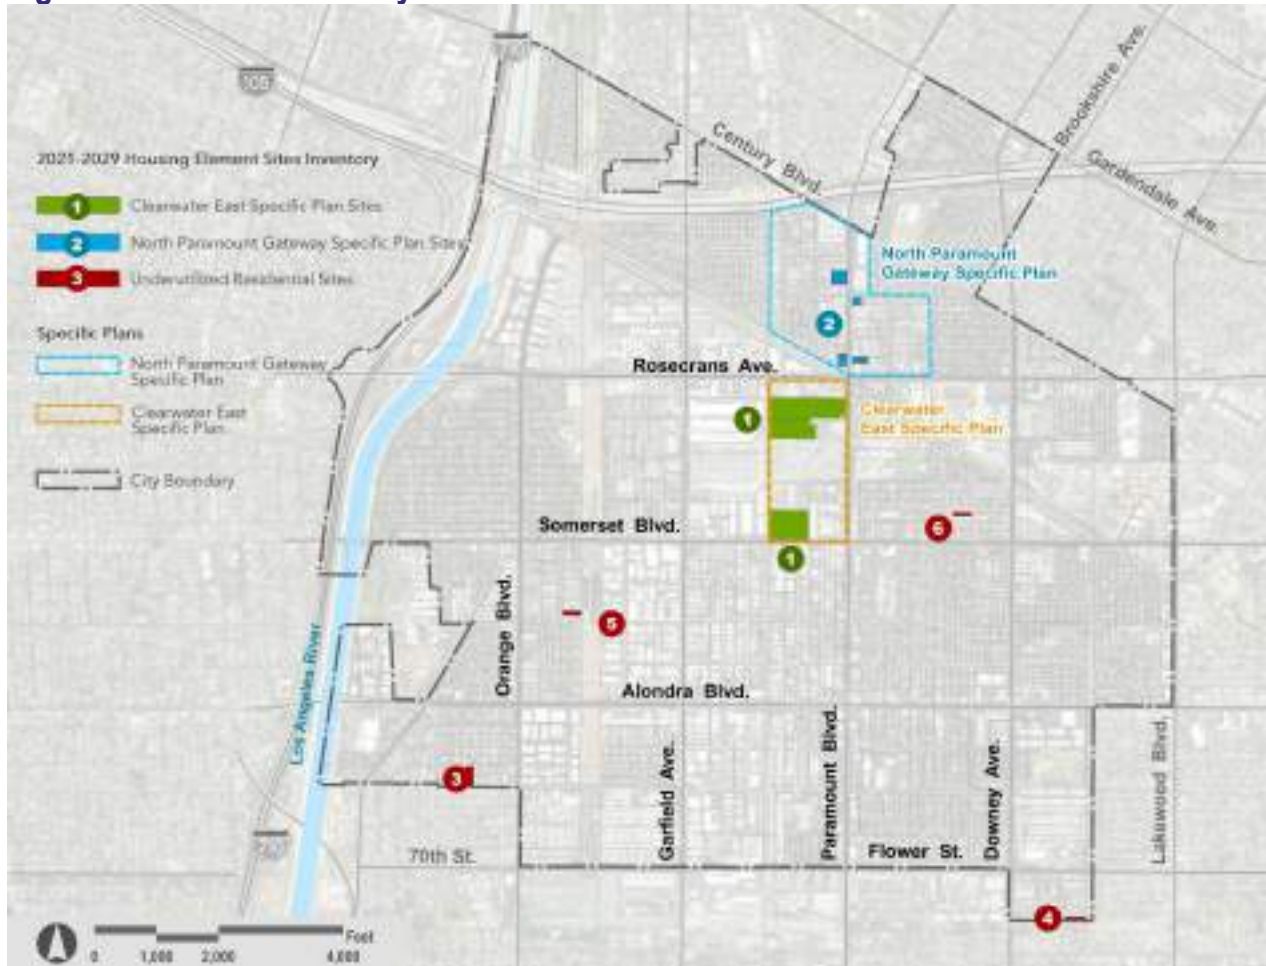 105
Century Blvd.
Brookshire Ave.
Gardendale Ave.
2021-2029 Housing Element Sites Inventory
1 Clearwater East Specific Plan Sites
2 North Paramount Gateway Specific Plan Sites
3 Underutilized Residential Sites
Specific Plans
North Paramount Gateway
Specific Plan
Clearwater East
Specific Plan
City Boundary
North Paramount
Gateway Specific Plan
2
Rosecrans Ave.
1
Clearwater
East Specific Plan
Somerset Blvd.
6
1
5
Orange Blvd.
Los Angeles River
Alondra Blvd.
3
Garfield Ave.
Paramount Blvd.
Downey Ave.
Lakewood Blvd.
70th St.
Flower St.
4
Feet
0 1,000 2,000 4,000